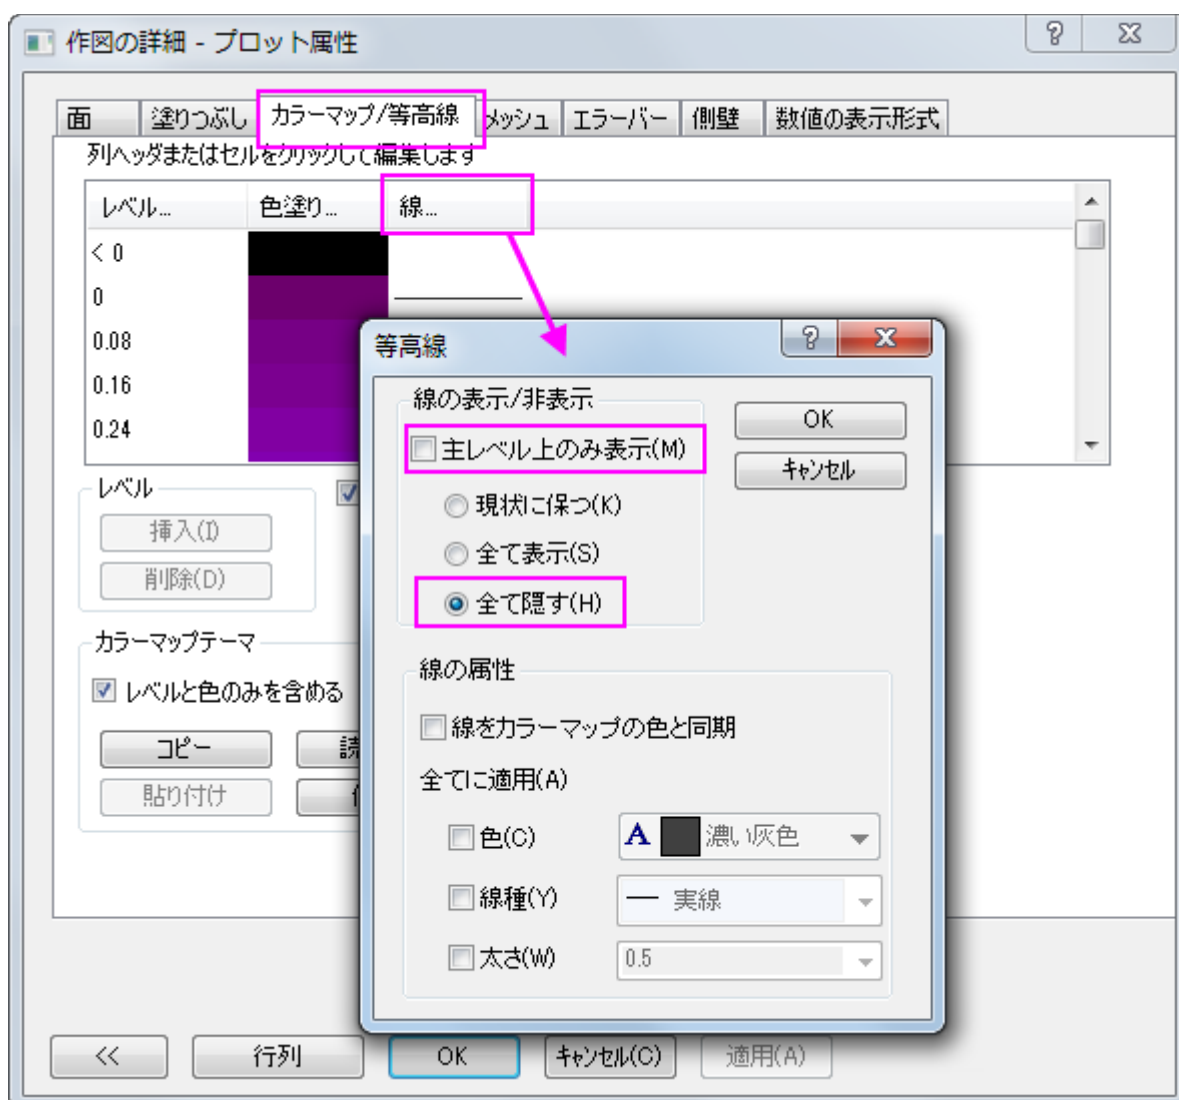 作図の詳細 - プロット属性
面 塗りつぶし カラーマップ/等高線 メッシュ エラーバー 側壁 数値の表示形式
列ヘッダまたはセルをクリックして編集します
レベル... 色塗り... 線...
< 0
0
0.08
0.16
0.24
レベル
挿入(I)
削除(D)
カラーマップテーマ
レベルと色のみを含める
コピー
貼り付け
等高線
線の表示/非表示
主レベル上のみ表示(M)
現状に保つ(K)
全て表示(S)
全て隠す(H)
OK
キャンセル
線の属性
線をカラーマップの色と同期
全てに適用(A)
色(C) A 濃い灰色
線種(Y) 実線
太さ(W) 0.5
<< 行列 OK キャンセル(C) 適用(A)